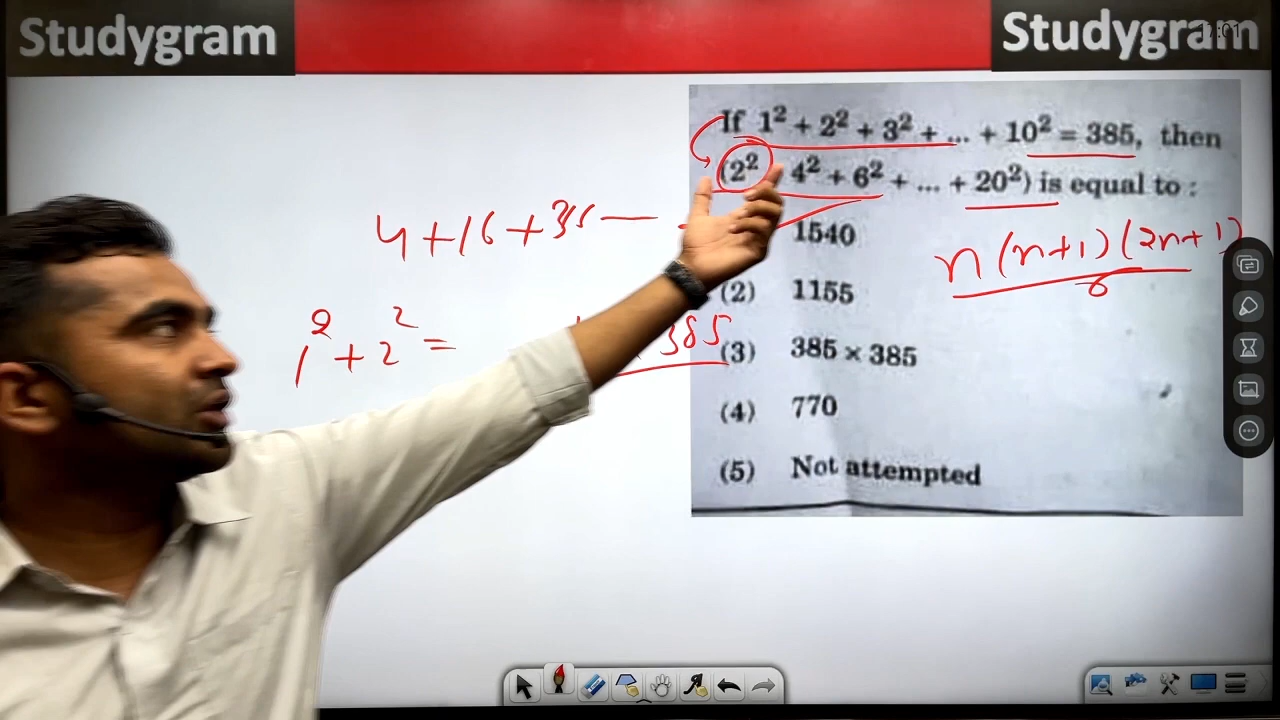 Studygram
Studygram
If 1² + 2² + 3² + ... + 10² = 385, then
(2² 4² + 6² + ... + 20²) is equal to :
1540
(2) 1155
(3) 385 × 385
(4) 770
(5) Not attempted
4+16+36—
1²+2²=
385
n(n+1)(2n+1)
6